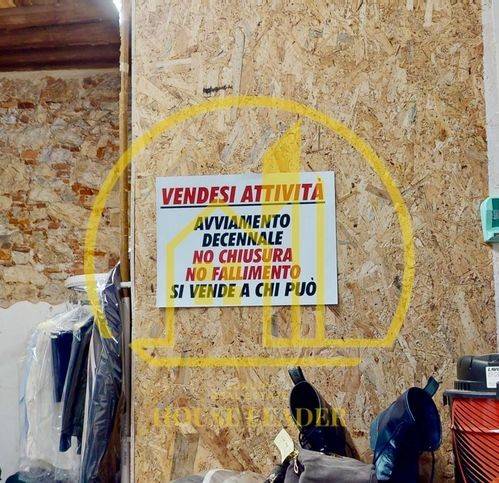 VENDESI ATTIVITÀ
AVVIAMENTO
DECENNALE
NO CHIUSURA
NO FALLIMENTO
SI VENDE A CHI PUÒ
HOUSE LEADER